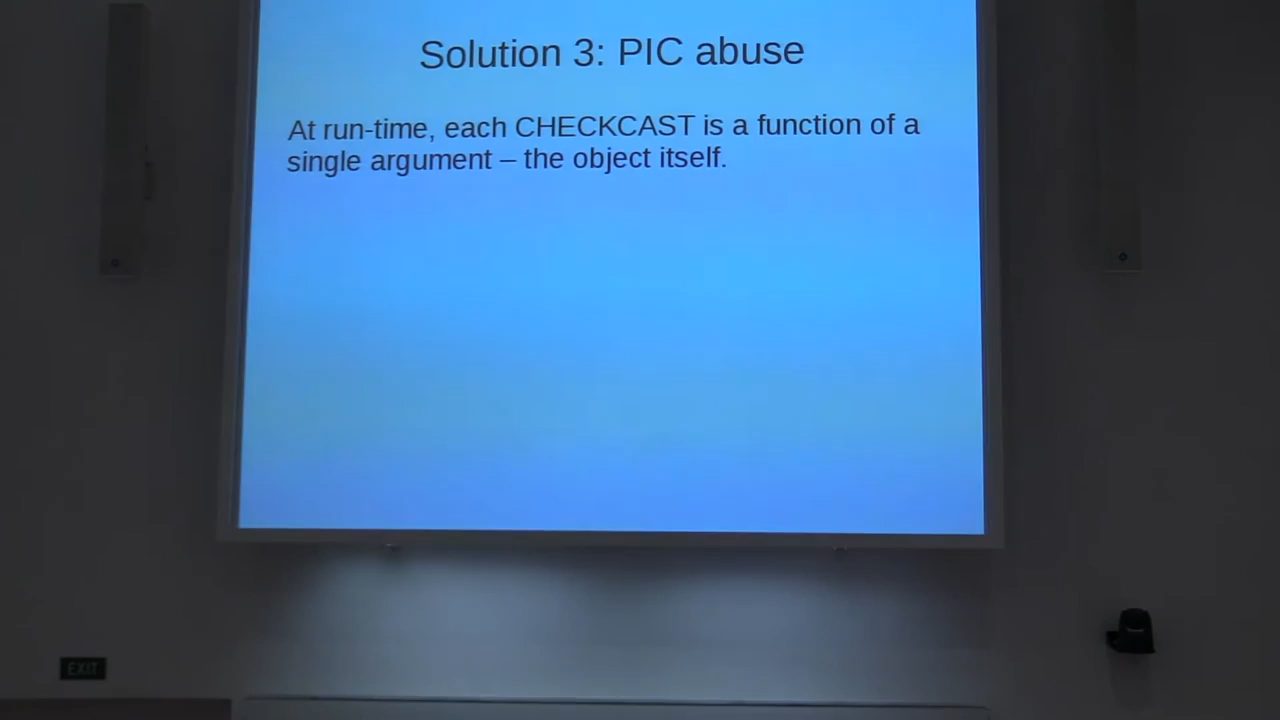 Solution 3: PIC abuse
At run-time, each CHECKCAST is a function of a
single argument – the object itself.
EXIT